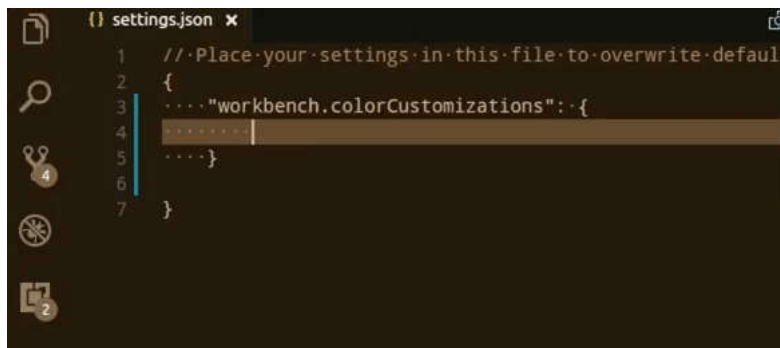 {} settings.json ×
1 //·Place·your·settings·in·this·file·to·overwrite·defaul
2 {
3 ····"workbench.colorCustomizations":·{
4 ········
5 ····}
6
7 }
4
2